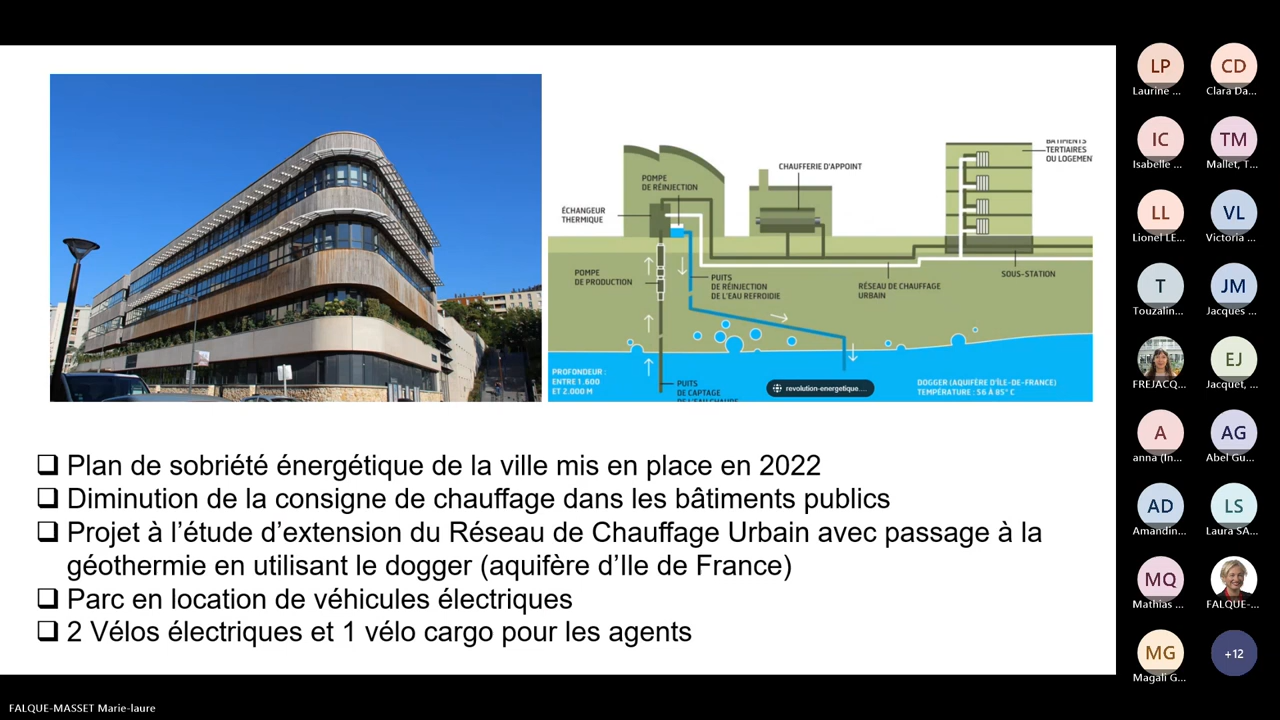 BÂTIMENTS
TERTIAIRES
OU LOGEMEN
CHAUFFERIE D'APPOINT
POMPE
DE RÉINJECTION
ÉCHANGEUR
THERMIQUE
POMPE
DE PRODUCTION
PUITS
DE RÉINJECTION
DE L'EAU REFROIDIE
RÉSEAU DE CHAUFFAGE
URBAIN
SOUS-STATION
PROFONDEUR :
ENTRE 1.600
ET 2.000 M
PUITS
DE CAPTAGE
DE L'EAU CHAUDE
revolution-energetique....
DOGGER (AQUIFÈRE D'ÎLE-DE-FRANCE)
TEMPÉRATURE : 56 À 85° C
❑ Plan de sobriété énergétique de la ville mis en place en 2022
❑ Diminution de la consigne de chauffage dans les bâtiments publics
❑ Projet à l’étude d’extension du Réseau de Chauffage Urbain avec passage à la
géothermie en utilisant le dogger (aquifère d’Ile de France)
❑ Parc en location de véhicules électriques
❑ 2 Vélos électriques et 1 vélo cargo pour les agents
LP CD
Laurine ... Clara Da...
IC TM
Isabelle ... Mallet, T...
LL VL
Lionel LE... Victoria ...
T JM
Touzalin... Jacques ...
EJ
FREJACQ... Jacquet, ...
A AG
anna (In... Abel Gu...
AD LS
Amandin... Laura SA...
MQ
Mathias ... FALQUE-...
MG +12
Magali G...
FALQUE-MASSET Marie-laure